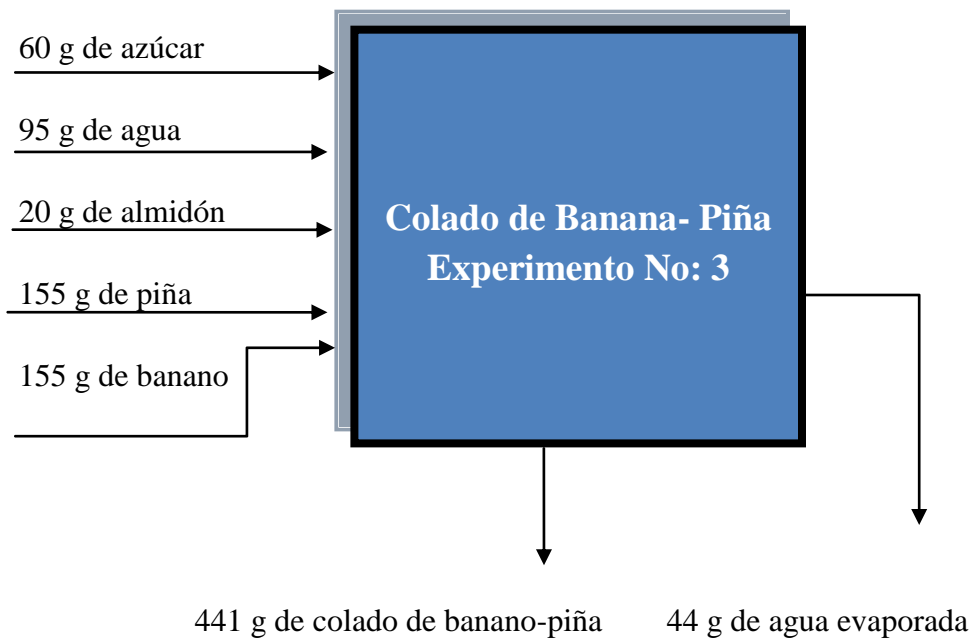 60 g de azúcar
95 g de agua
20 g de almidón
155 g de piña
155 g de banano
Colado de Banana- Piña
Experimento No: 3
441 g de colado de banano-piña
44 g de agua evaporada